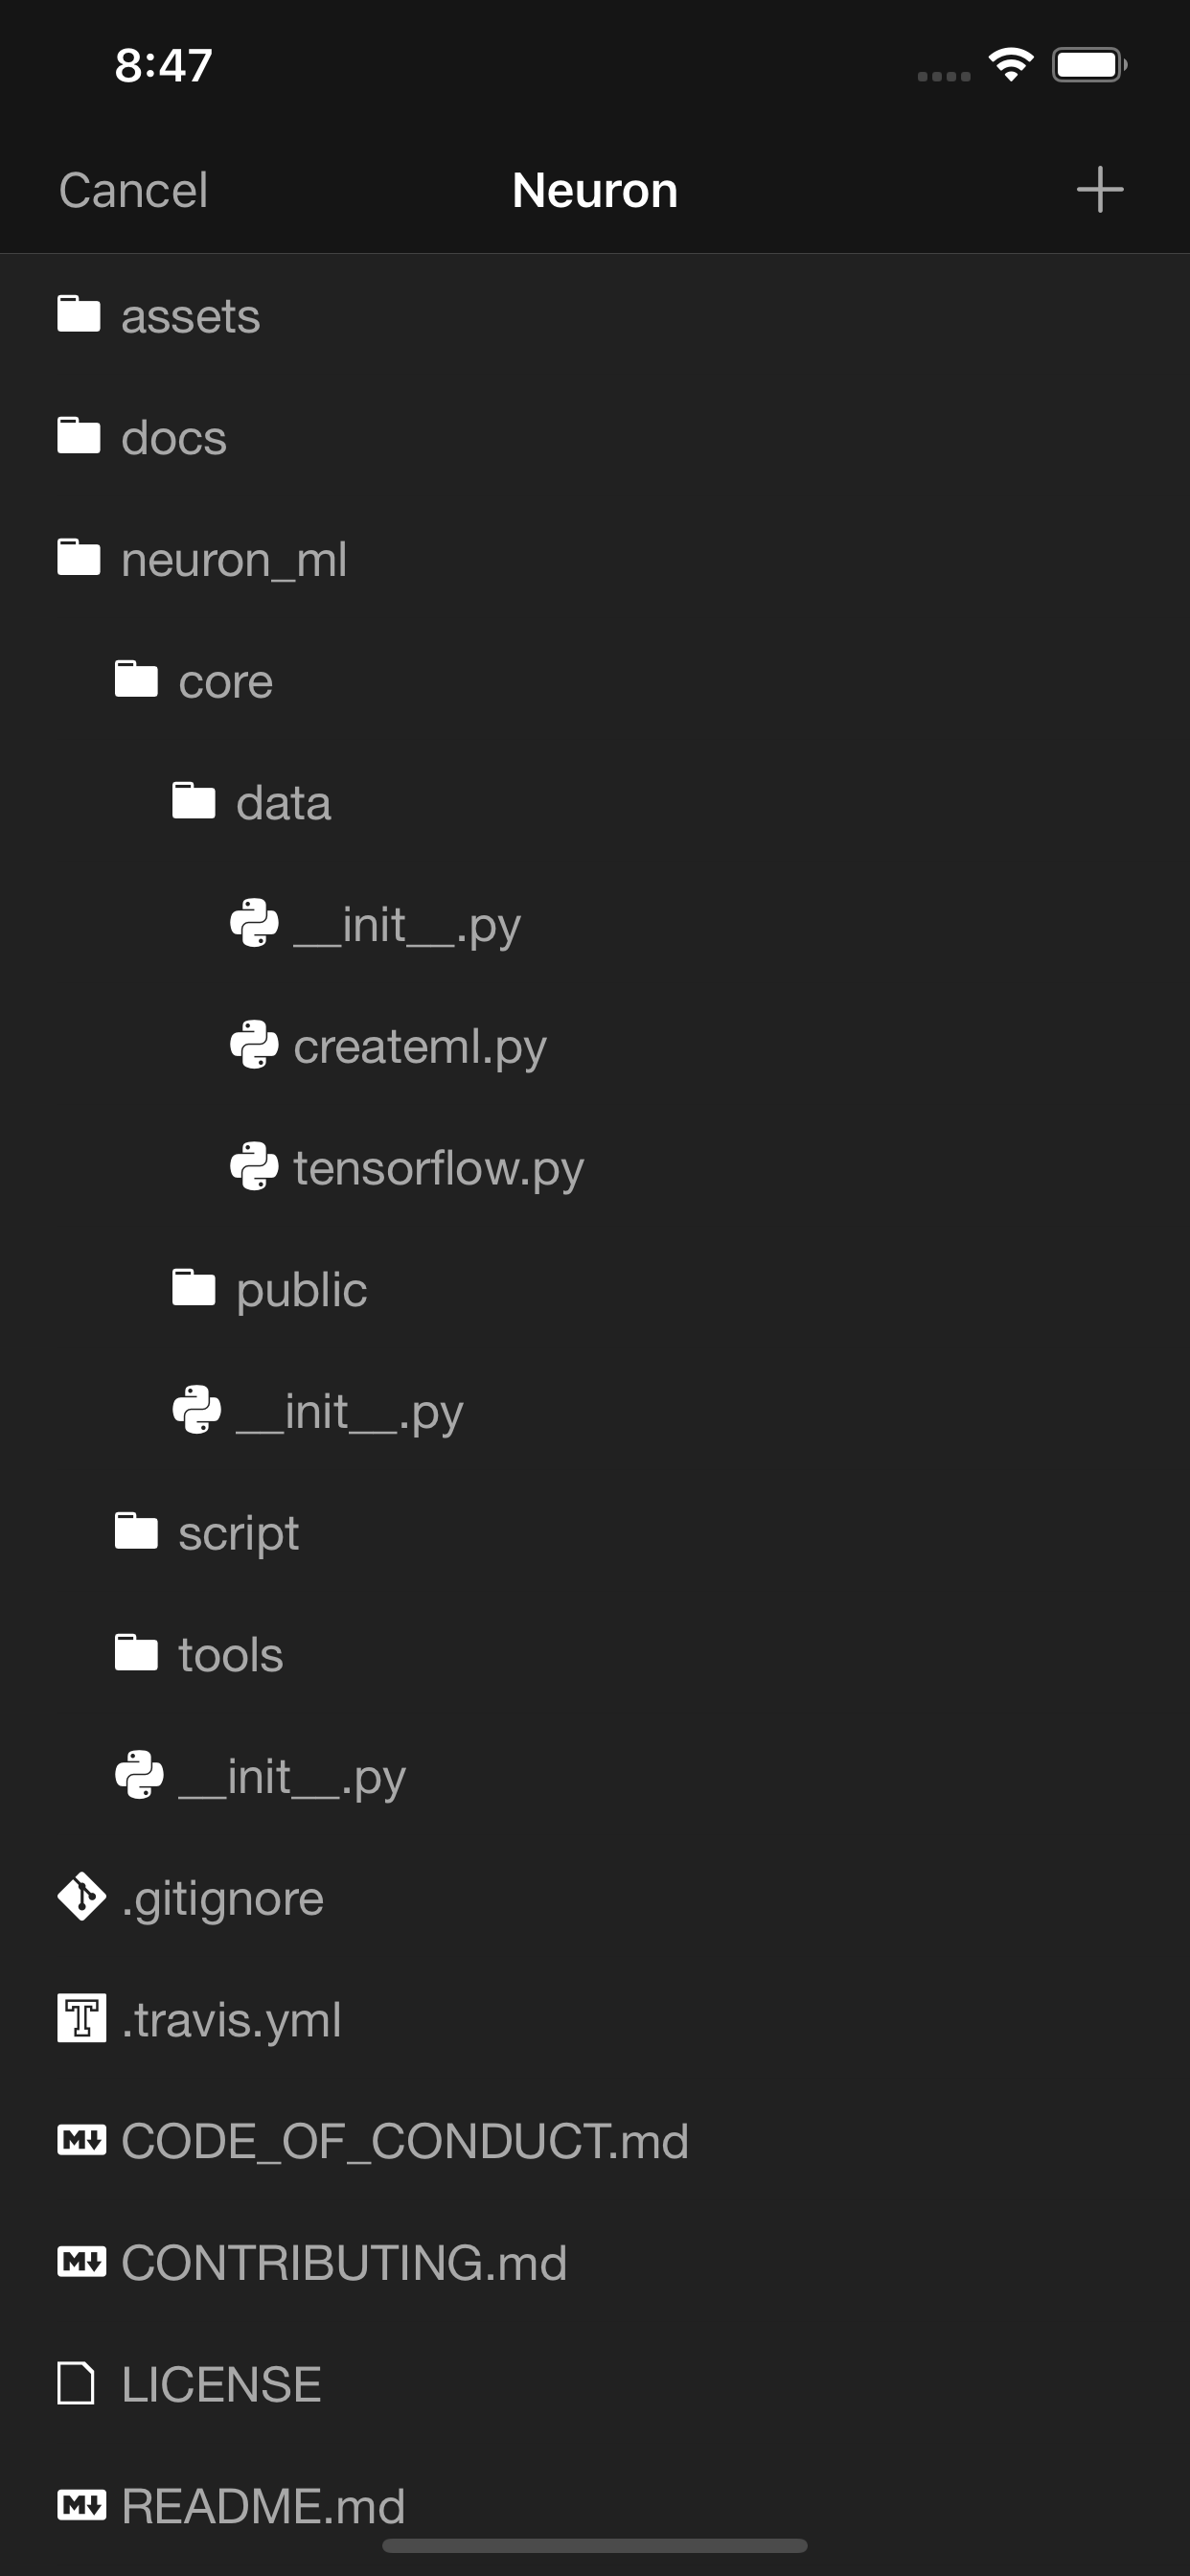 8:47
Cancel Neuron
assets
docs
neuron_ml
core
data
__init__.py
createml.py
tensorflow.py
public
__init__.py
script
tools
__init__.py
.gitignore
.travis.yml
CODE_OF_CONDUCT.md
CONTRIBUTING.md
LICENSE
README.md